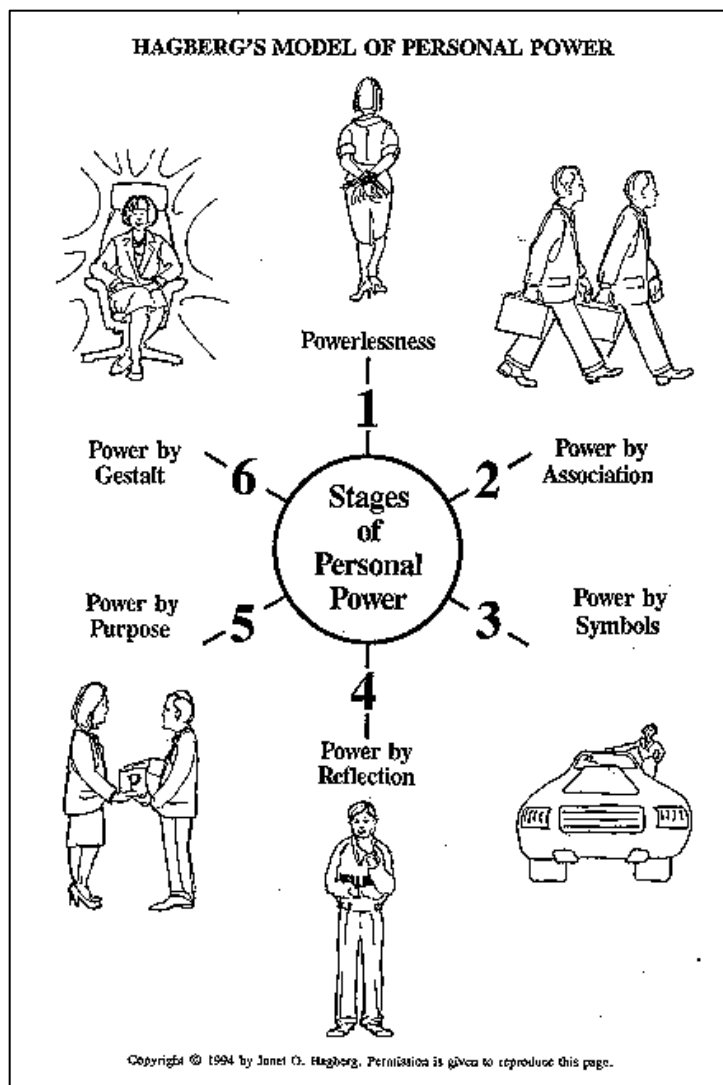 HAGBERG'S MODEL OF PERSONAL POWER
Powerlessness
1
Power by
Gestalt
6
2
Power by
Association
Stages
of
Personal
Power
Power by
Purpose
5
3
Power by
Symbols
4
Power by
Reflection
P
Copyright © 1994 by Janet O. Hagberg. Permission is given to reproduce this page.